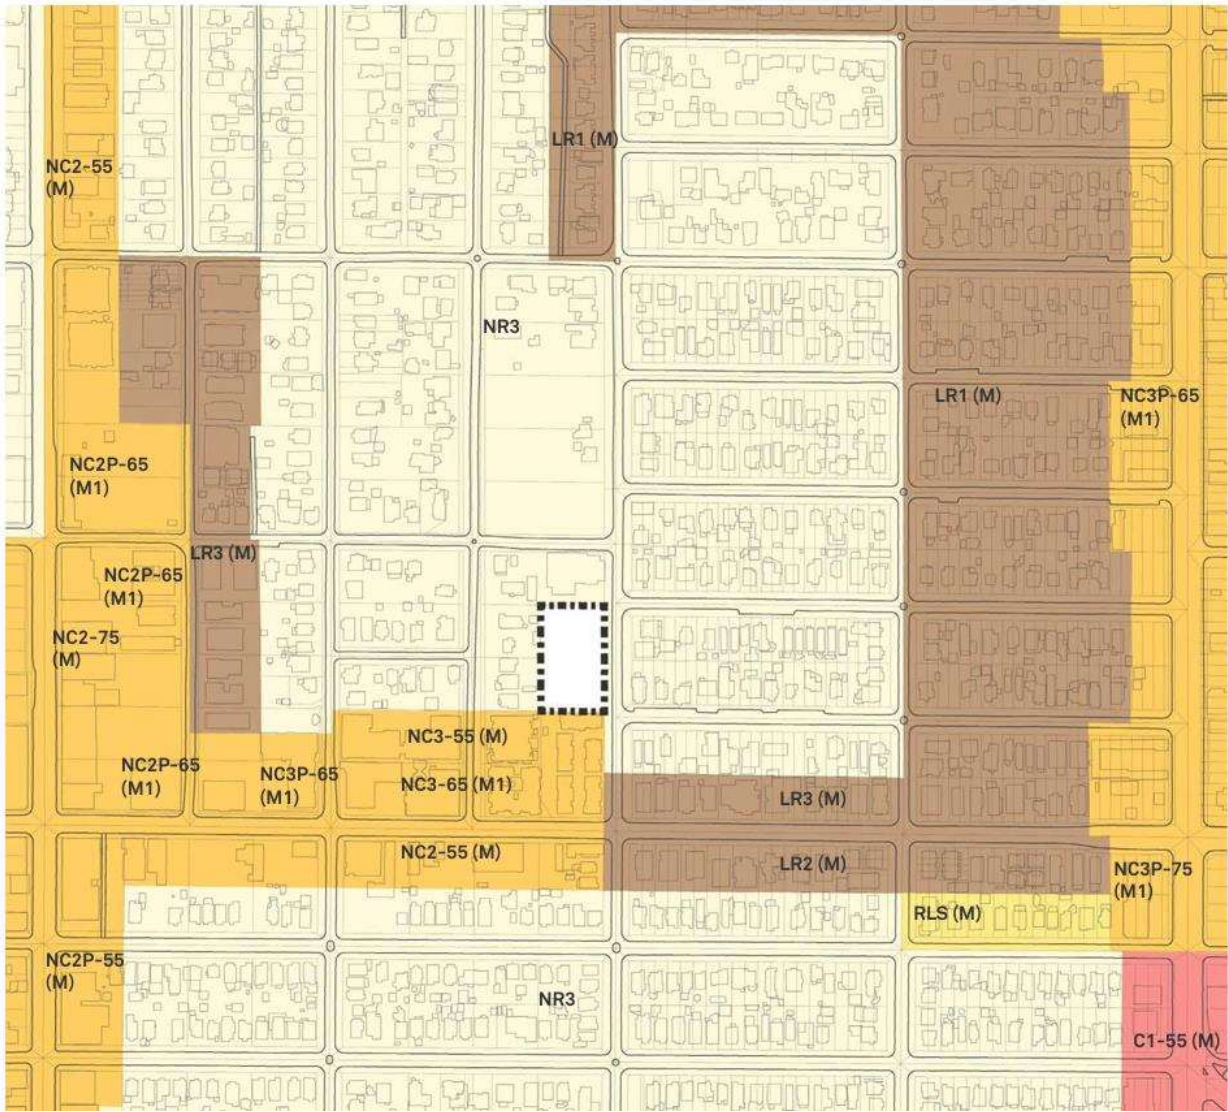 LR1 (M)
NC2-55
(M)
NR3
LR1 (M)
NC3P-65
(M1)
NC2P-65
(M1)
LR3 (M)
NC2P-65
(M1)
NC2-75
(M)
NC3-55 (M)
NC2P-65
(M1)
NC3P-65
(M1)
NC3-65 (M1)
LR3 (M)
NC2-55 (M)
LR2 (M)
NC3P-75
(M1)
RLS (M)
NC2P-55
(M)
NR3
C1-55 (M)